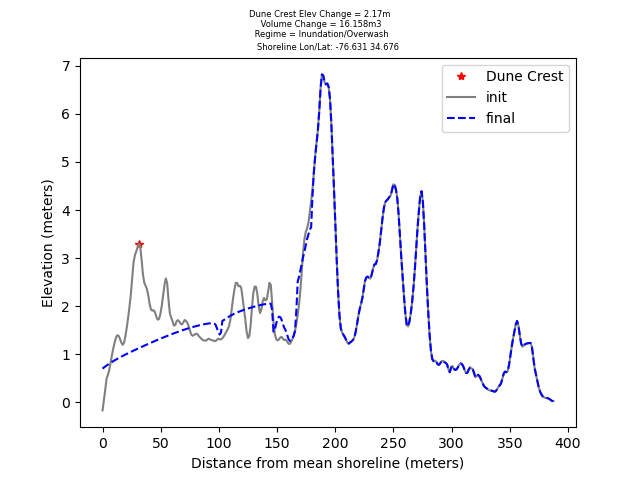 Dune Crest Elev Change = 2.17m
Volume Change = 16.158m3
Regime = Inundation/Overwash
Shoreline Lon/Lat: -76.631 34.676
Dune Crest
init
final
Elevation (meters)
7
6
5
4
3
2
1
0
0 50 100 150 200 250 300 350 400
Distance from mean shoreline (meters)